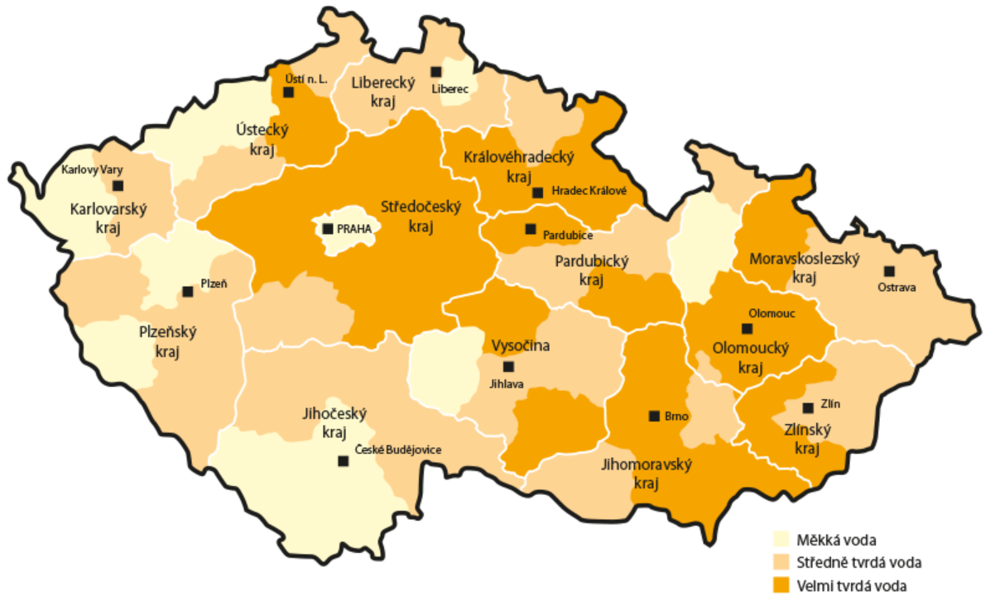 Ústí n. L.
Liberecký
kraj
Liberec
Ústecký
kraj
Karlovy Vary
Karlovarský
kraj
Královéhradecký
kraj
Hradec Králové
Středočeský
kraj
PRAHA
Pardubice
Pardubický
kraj
Moravskoslezský
kraj
Ostrava
Plzeň
Plzeňský
kraj
Olomouc
Olomoucký
kraj
Vysočina
Jihlava
Jihočeský
kraj
České Budějovice
Brno
Zlín
Zlínský
kraj
Jihomoravský
kraj
Měkká voda
Středně tvrdá voda
Velmi tvrdá voda